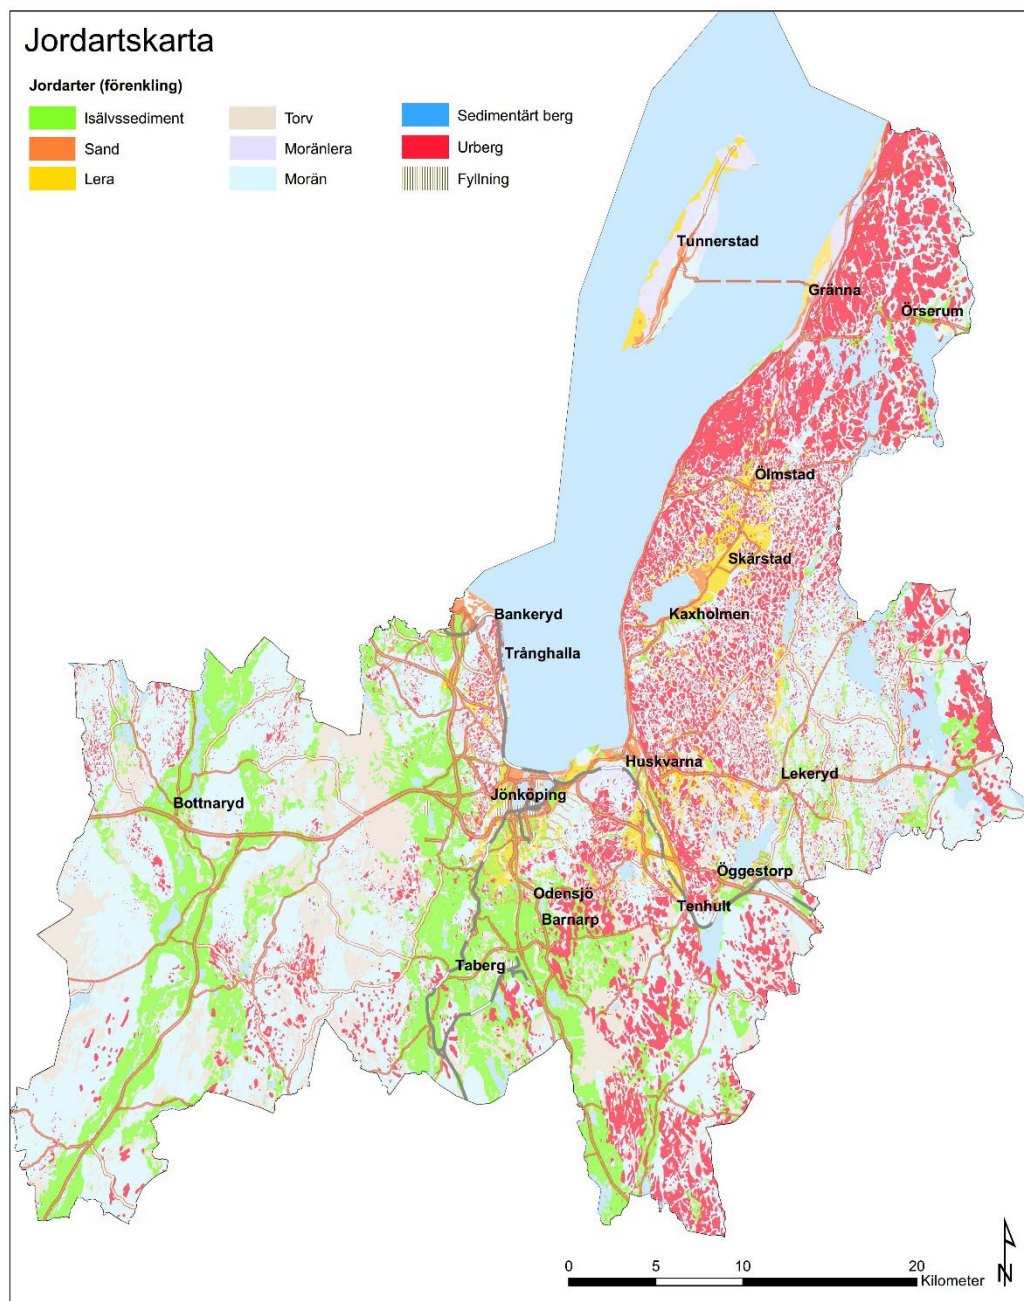 Jordartskarta
Jordarter (förenkling)
Isälvssediment
Sand
Lera
Torv
Moränlera
Morän
Sedimentärt berg
Urberg
Fyllning
Tunnerstad
Gränna
Örserum
Ölmstad
Skärstad
Kaxholmen
Bankeryd
Trånghalla
Huskvarna
Lekeryd
Jönköping
Bottnaryd
Öggestorp
Odensjö
Tenhult
Barnarp
Taberg
0 5 10 20
Kilometer
N